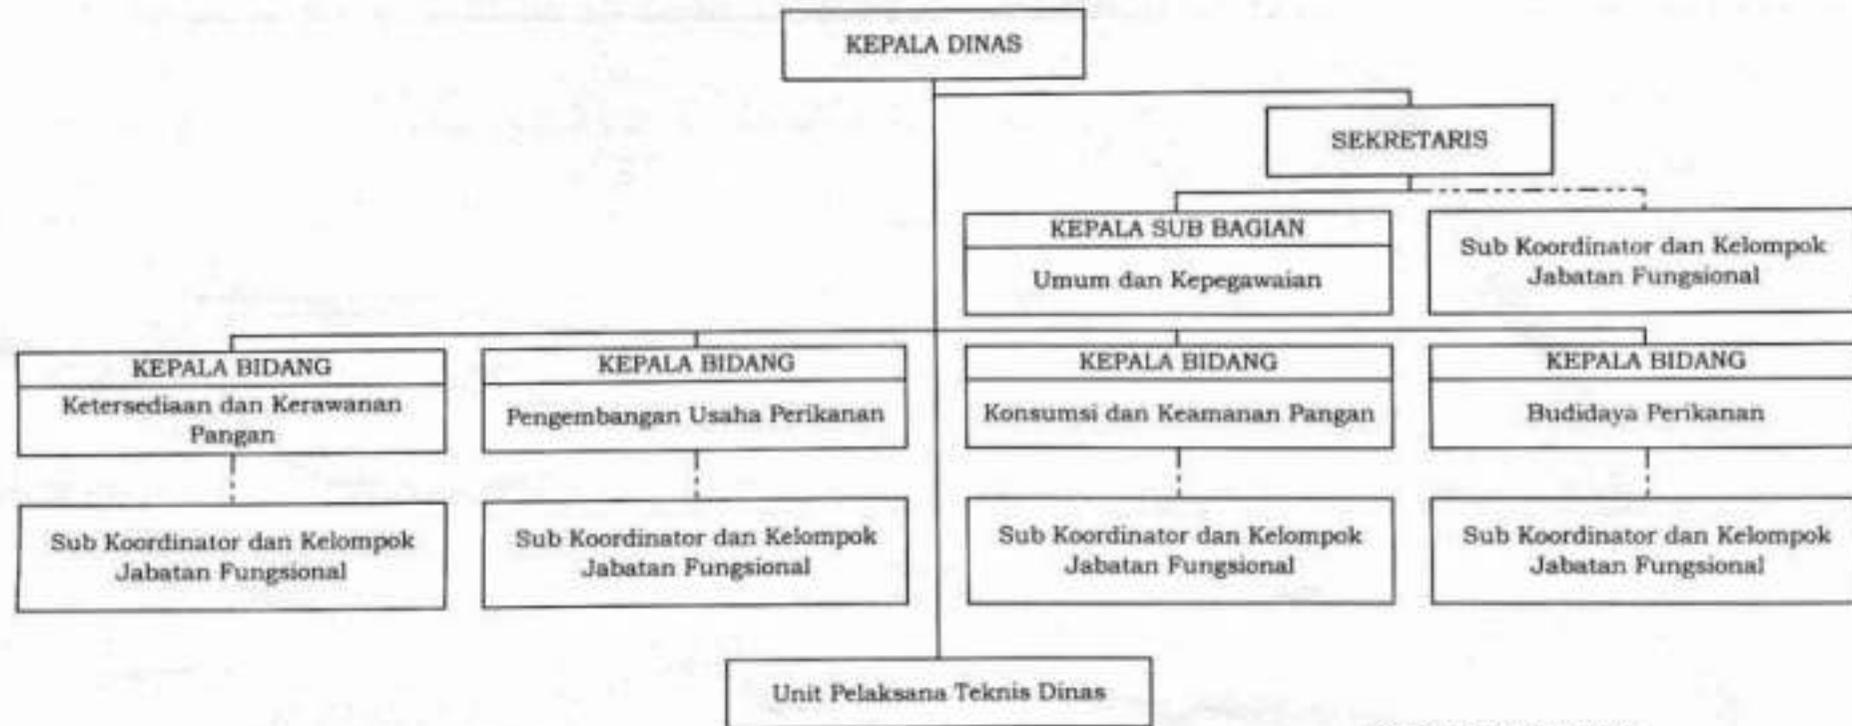 KEPALA DINAS
SEKRETARIS
KEPALA SUB BAGIAN
Umum dan Kepegawaian
Sub Koordinator dan Kelompok
Jabatan Fungsional
KEPALA BIDANG
Ketersediaan dan Kerawanan
Pangan
KEPALA BIDANG
Pengembangan Usaha Perikanan
KEPALA BIDANG
Konsumsi dan Keamanan Pangan
KEPALA BIDANG
Budidaya Perikanan
Sub Koordinator dan Kelompok
Jabatan Fungsional
Sub Koordinator dan Kelompok
Jabatan Fungsional
Sub Koordinator dan Kelompok
Jabatan Fungsional
Sub Koordinator dan Kelompok
Jabatan Fungsional
Unit Pelaksana Teknis Dinas